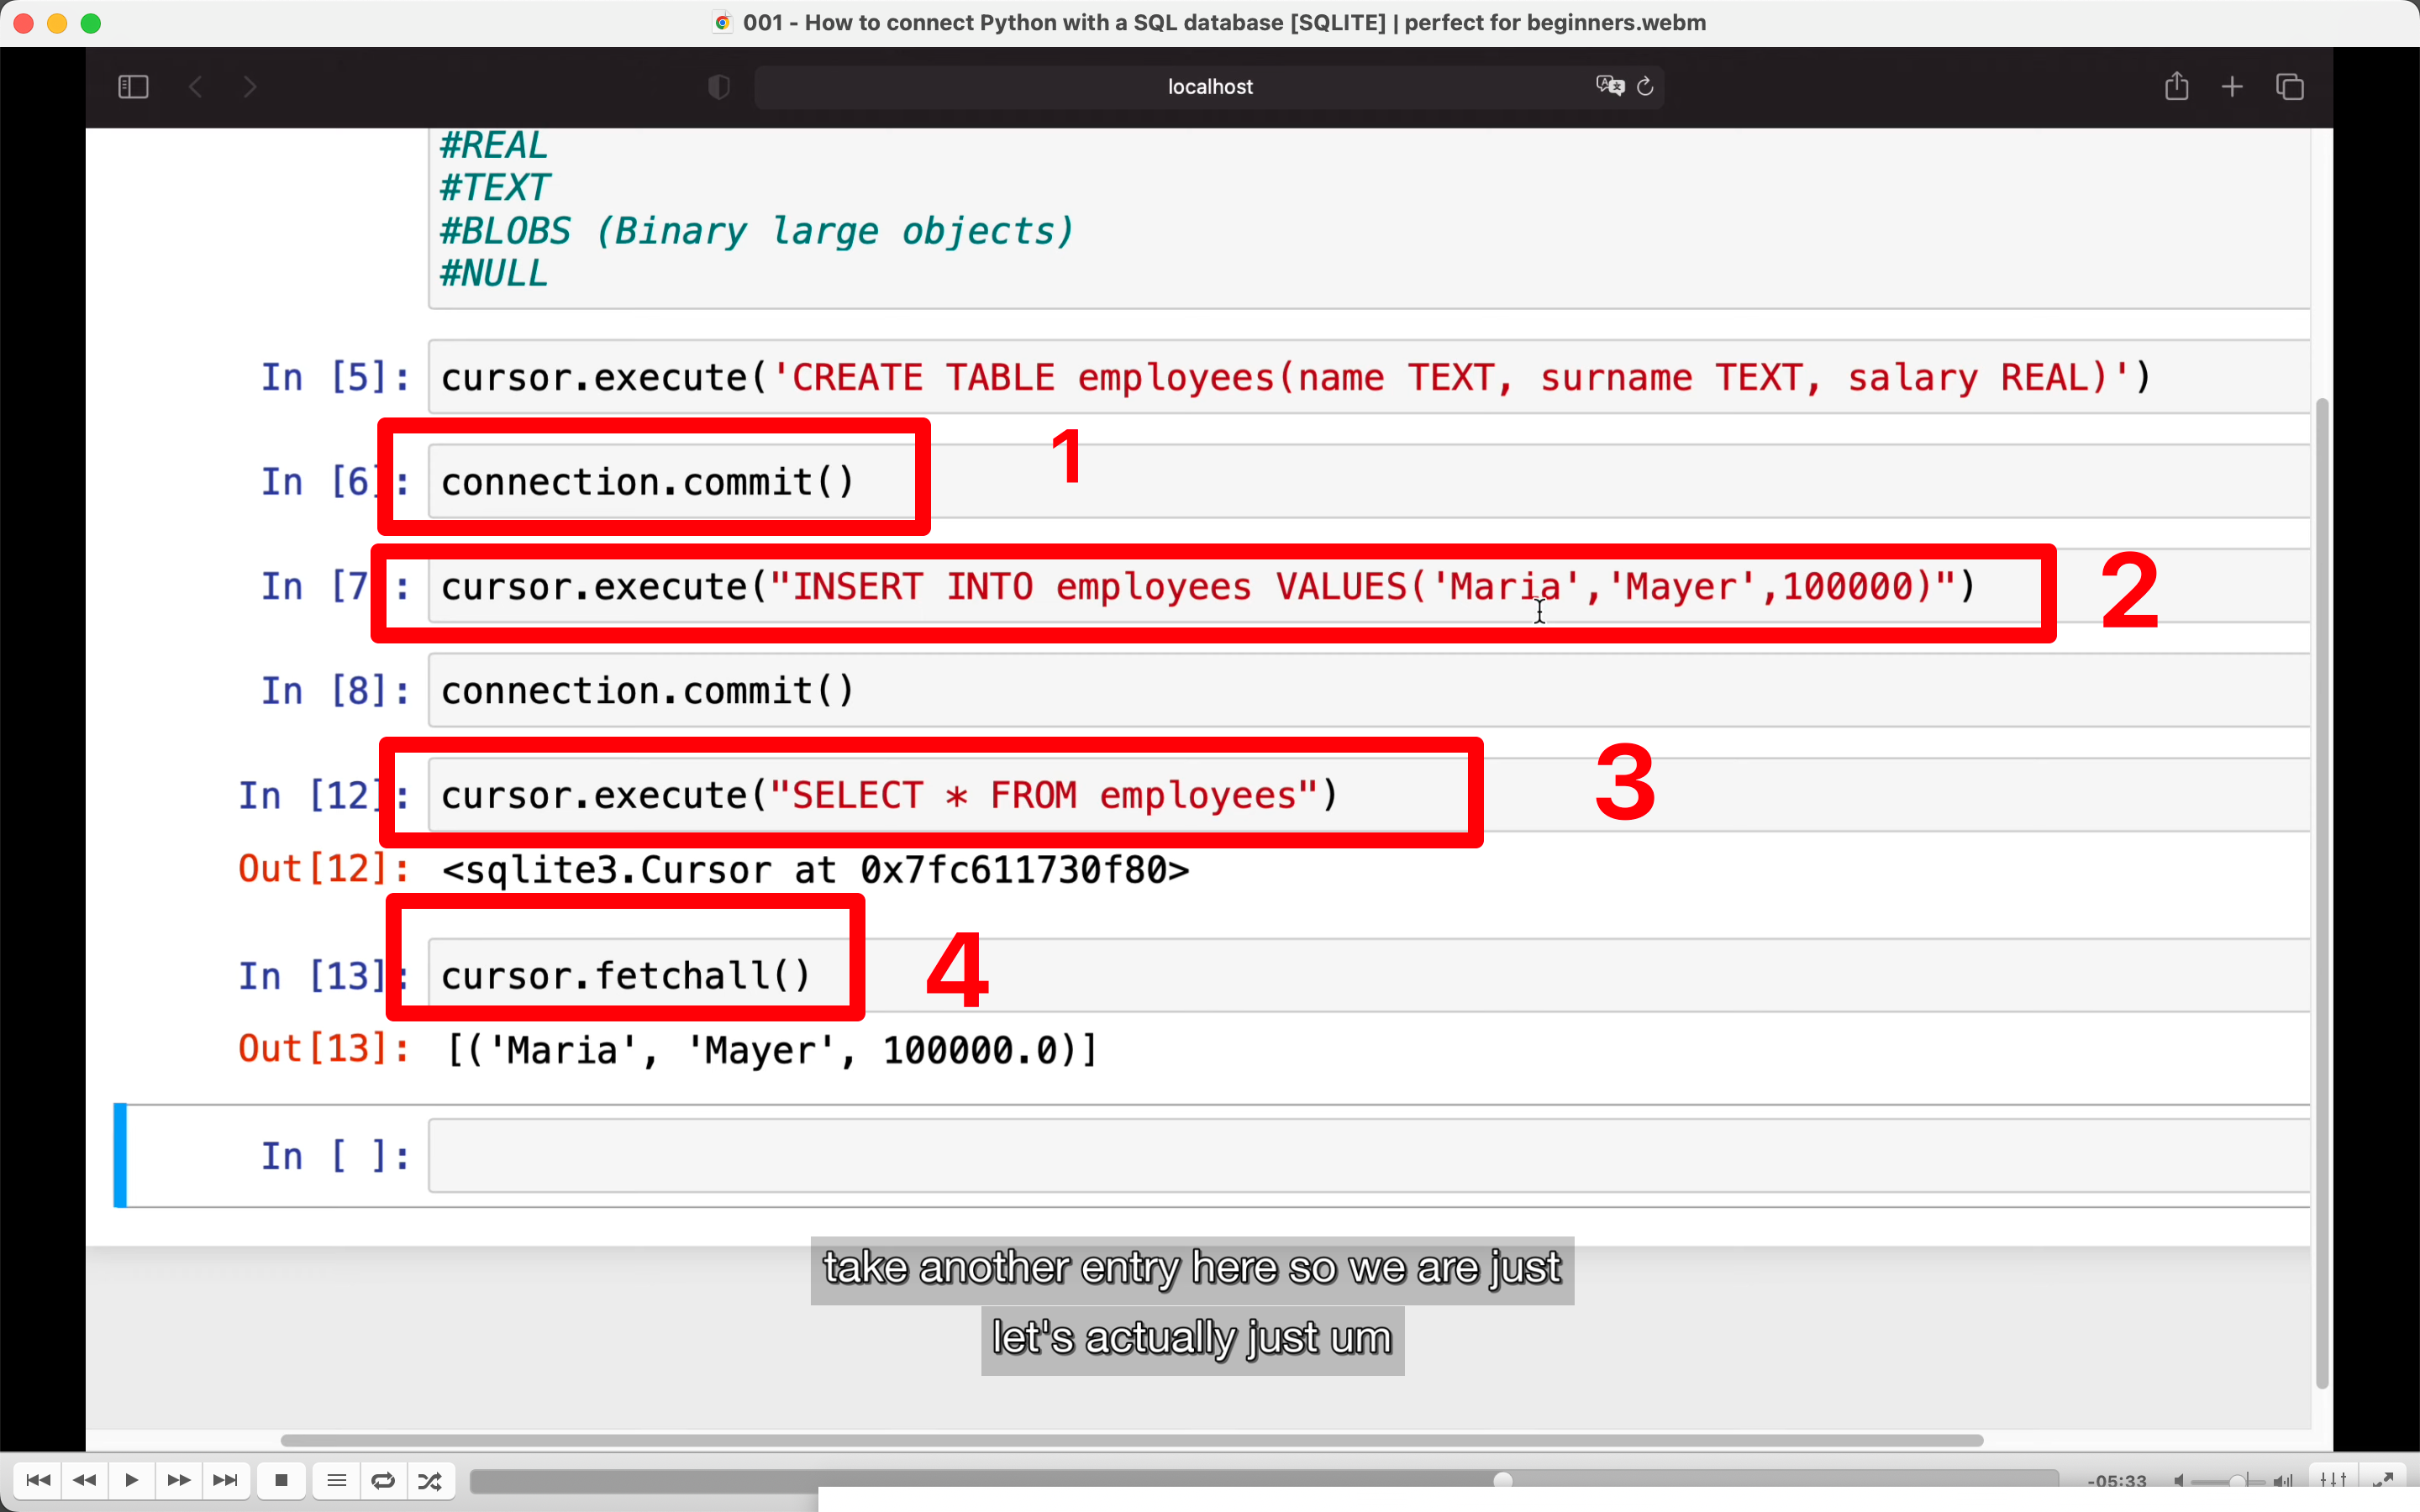 001 - How to connect Python with a SQL database [SQLITE] | perfect for beginners.webm
localhost
#REAL
#TEXT
#BLOBS (Binary large objects)
#NULL
In [5]: cursor.execute('CREATE TABLE employees(name TEXT, surname TEXT, salary REAL)')
1
In [6]: connection.commit()
In [7 : cursor.execute("INSERT INTO employees VALUES('Maria','Mayer',100000)") 2
In [8]: connection.commit()
In [12]: cursor.execute("SELECT * FROM employees") 3
Out[12]: <sqlite3.Cursor at 0x7fc611730f80>
In [13]: cursor.fetchall() 4
Out[13]: [('Maria', 'Mayer', 100000.0)]
In [ ]:
take another entry here so we are just
let's actually just um
-05:33